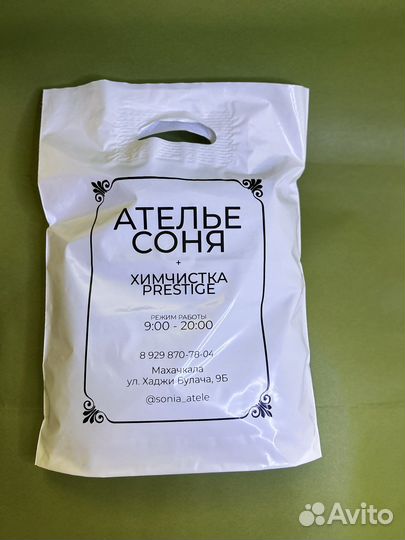 АТЕЛЬЕ
СОНЯ
+
ХИМЧИСТКА
PRESTIGE
РЕЖИМ РАБОТЫ
9:00 - 20:00
8 929 870-78-04
Махачкала
ул. Хаджи Булача, 9Б
@sonia_atele
Avito